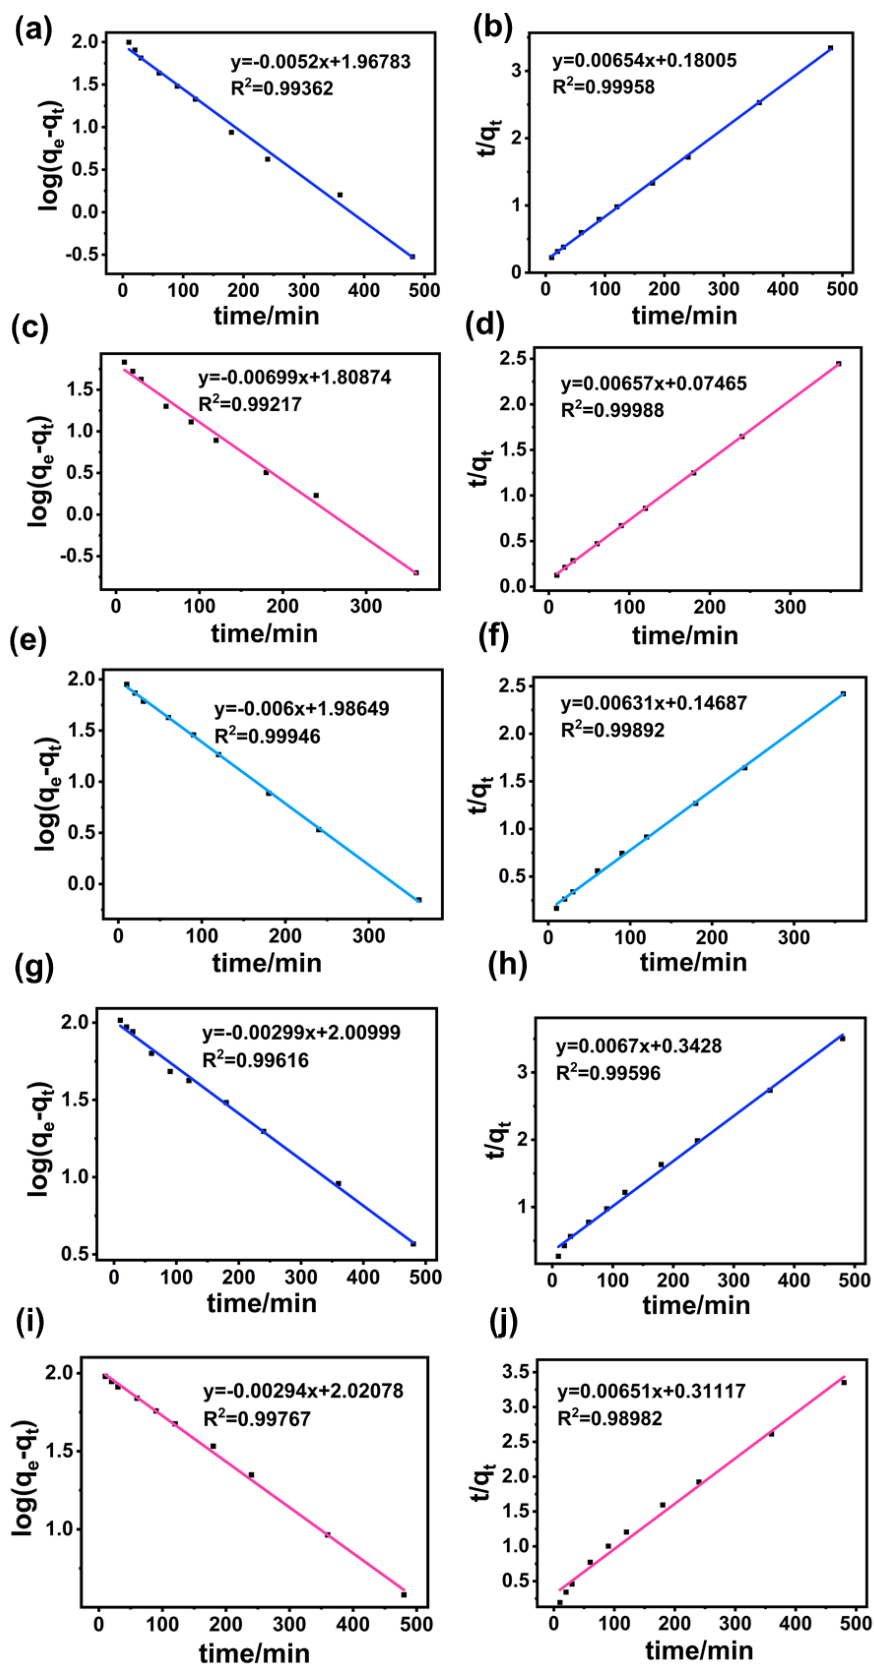 (a)
y=-0.0052x+1.96783
R²=0.99362
2.0
1.5
1.0
0.5
0.0
-0.5
log(qₑ-qₜ)
0 100 200 300 400 500
time/min
(b)
y=0.00654x+0.18005
R²=0.99958
3
2
1
0
t/qₜ
0 100 200 300 400 500
time/min
(c)
y=-0.00699x+1.80874
R²=0.99217
1.5
1.0
0.5
0.0
-0.5
log(qₑ-qₜ)
0 100 200 300
time/min
(d)
y=0.00657x+0.07465
R²=0.99988
2.5
2.0
1.5
1.0
0.5
0.0
t/qₜ
0 100 200 300
time/min
(e)
y=-0.006x+1.98649
R²=0.99946
2.0
1.5
1.0
0.5
0.0
log(qₑ-qₜ)
0 100 200 300
time/min
(f)
y=0.00631x+0.14687
R²=0.99892
2.5
2.0
1.5
1.0
0.5
t/qₜ
0 100 200 300
time/min
(g)
y=-0.00299x+2.00999
R²=0.99616
2.0
1.5
1.0
0.5
log(qₑ-qₜ)
0 100 200 300 400 500
time/min
(h)
y=0.0067x+0.3428
R²=0.99596
3
2
1
t/qₜ
0 100 200 300 400 500
time/min
(i)
y=-0.00294x+2.02078
R²=0.99767
2.0
1.5
1.0
log(qₑ-qₜ)
0 100 200 300 400 500
time/min
(j)
y=0.00651x+0.31117
R²=0.98982
3.5
3.0
2.5
2.0
1.5
1.0
0.5
t/qₜ
0 100 200 300 400 500
time/min